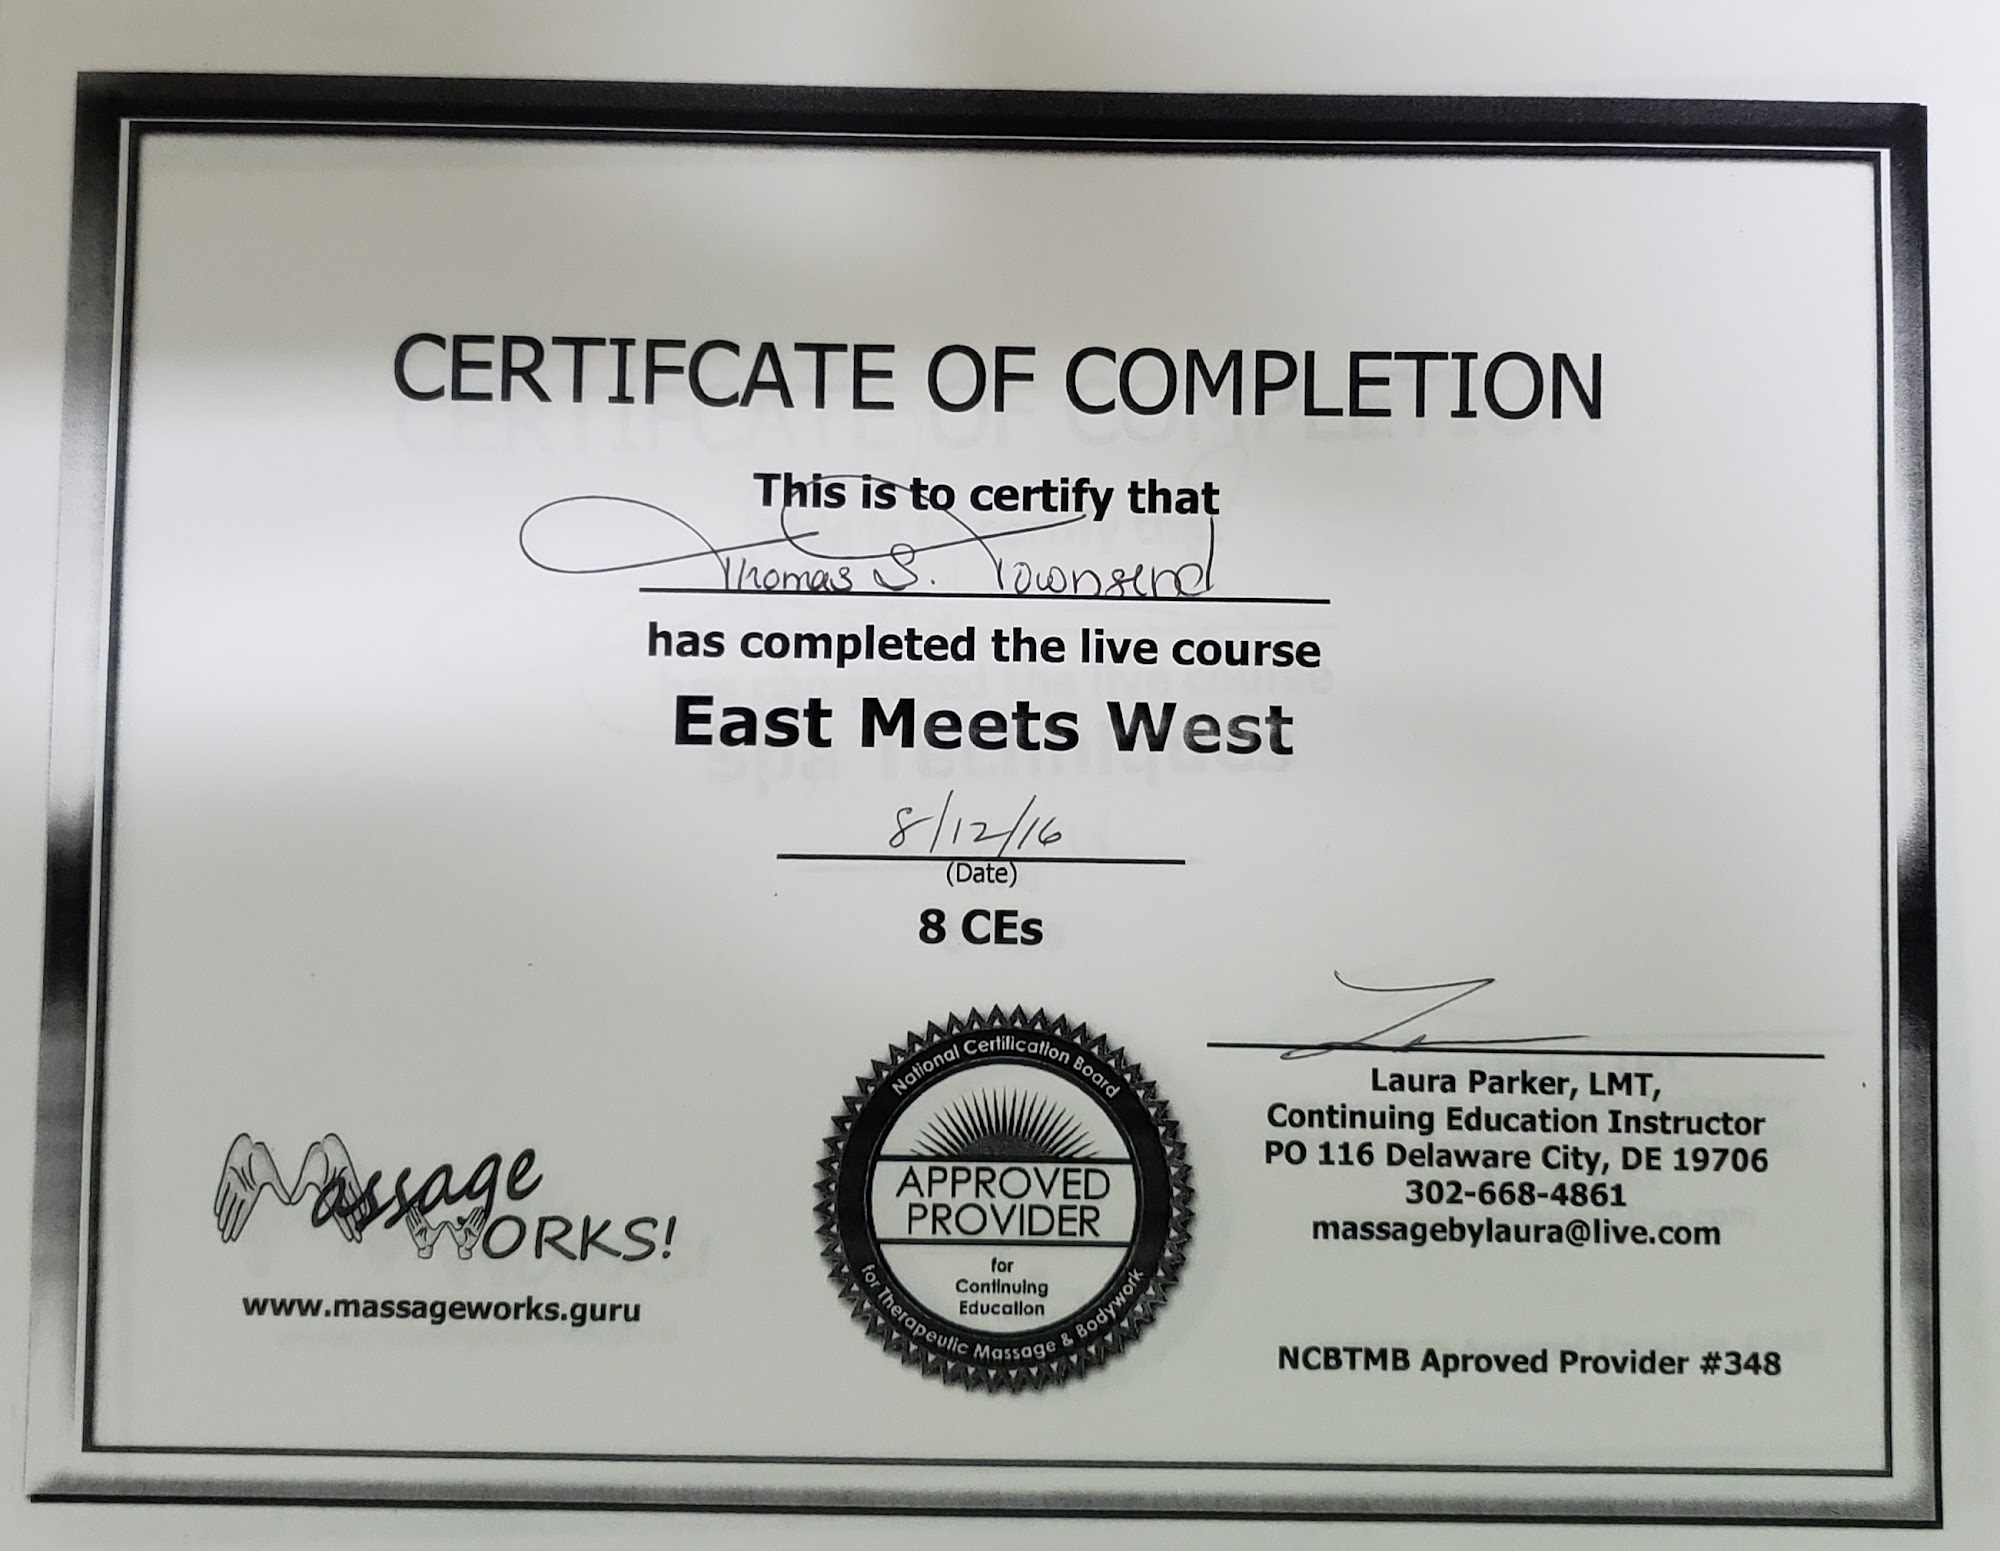 CERTIFCATE OF COMPLETION
This is to certify that
Thomas S. Townsend
has completed the live course
East Meets West
8/12/16
(Date)
8 CEs
Massage
WORKS!
www.massageworks.guru
National Certification Board
APPROVED
PROVIDER
for
Continuing
Education
for Therapeutic Massage & Bodywork
Laura Parker, LMT,
Continuing Education Instructor
PO 116 Delaware City, DE 19706
302-668-4861
massagebylaura@live.com
NCBTMB Aproved Provider #348